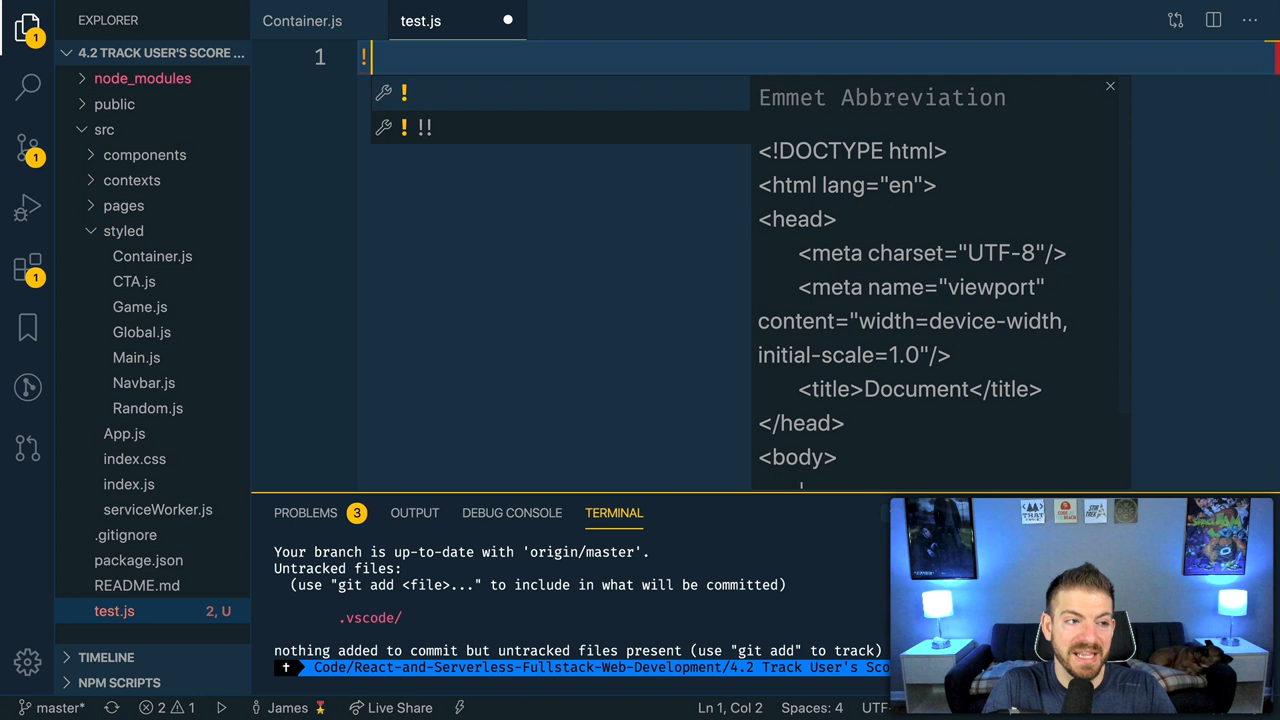 EXPLORER
Container.js
test.js
4.2 TRACK USER'S SCORE ...
node_modules
public
src
components
contexts
pages
styled
Container.js
CTA.js
Game.js
Global.js
Main.js
Navbar.js
Random.js
App.js
index.css
index.js
serviceWorker.js
.gitignore
package.json
README.md
test.js 2, U
TIMELINE
NPM SCRIPTS
1
1
1
1 !
!
! !!
Emmet Abbreviation
<!DOCTYPE html>
<html lang="en">
<head>
<meta charset="UTF-8"/>
<meta name="viewport"
content="width=device-width,
initial-scale=1.0"/>
<title>Document</title>
</head>
<body>
PROBLEMS 3 OUTPUT DEBUG CONSOLE TERMINAL
Your branch is up-to-date with 'origin/master'.
Untracked files:
(use "git add <file>..." to include in what will be committed)
.vscode/
nothing added to commit but untracked files present (use "git add" to track)
Code/React-and-Serverless-Fullstack-Web-Development/4.2 Track User's Sco
master* 2 1 James Live Share Ln 1, Col 2 Spaces: 4 UTF-
SPACE JAM